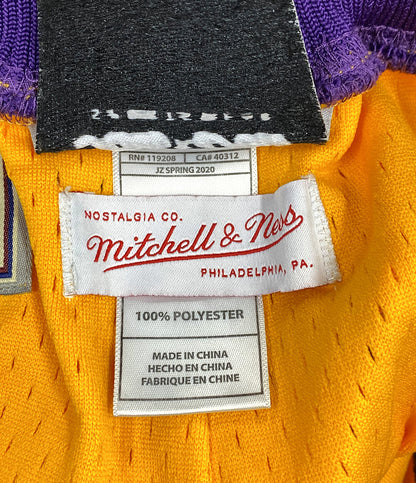 RN# 119208 CA# 40312
JZ SPRING 2020
NOSTALGIA CO.
Mitchell & Ness
PHILADELPHIA, PA.
100% POLYESTER
MADE IN CHINA
HECHO EN CHINA
FABRIQUE EN CHINE